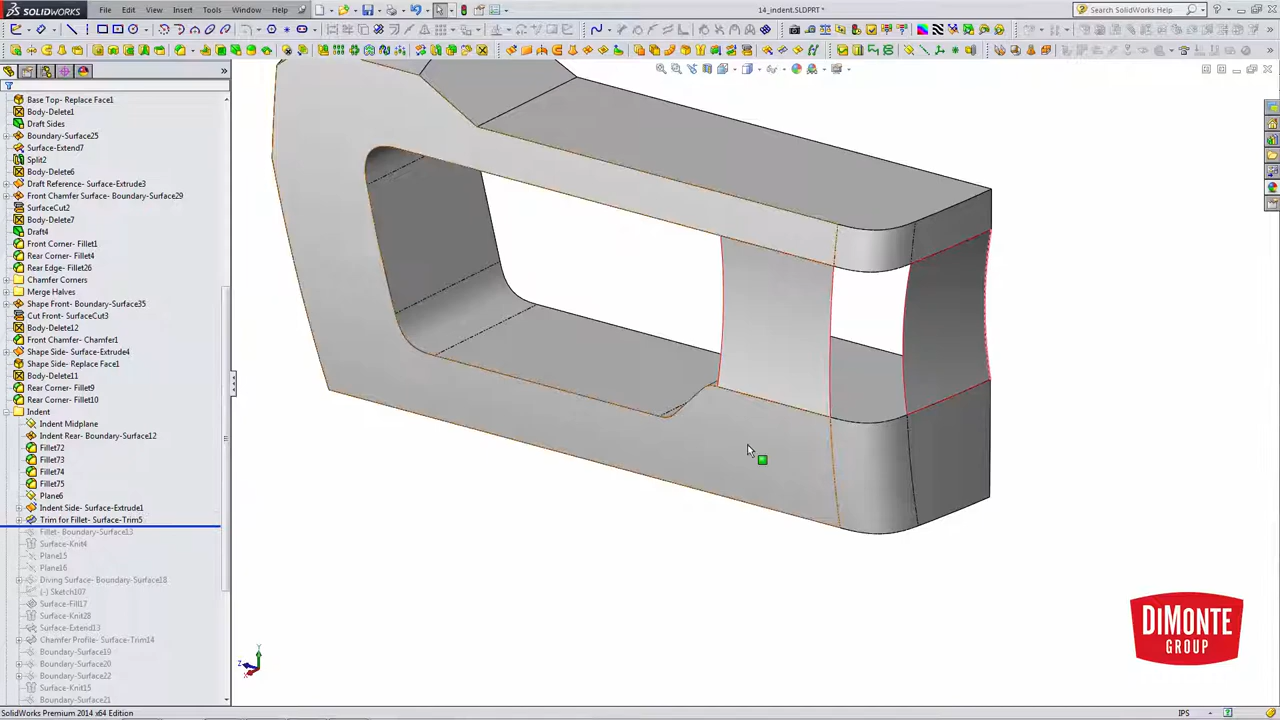 SOLIDWORKS
File Edit View Insert Tools Window Help
14_indent.SLDPRT *
Search SolidWorks Help
Base Top- Replace Face1
Body-Delete1
Draft Sides
Boundary-Surface25
Surface-Extend7
Split2
Body-Delete6
Draft Reference- Surface-Extrude3
Front Chamfer Surface- Boundary-Surface29
SurfaceCut2
Body-Delete7
Draft4
Front Corner- Fillet1
Rear Corner- Fillet4
Rear Edge- Fillet26
Chamfer Corners
Merge Halves
Shape Front- Boundary-Surface35
Cut Front- SurfaceCut3
Body-Delete12
Front Chamfer- Chamfer1
Shape Side- Surface-Extrude4
Shape Side- Replace Face1
Body-Delete11
Rear Corner- Fillet9
Rear Corner- Fillet10
Indent
Indent Midplane
Indent Rear- Boundary-Surface12
Fillet72
Fillet73
Fillet74
Fillet75
Plane6
Indent Side- Surface-Extrude1
Trim for Fillet- Surface-Trim5
Fillet- Boundary-Surface13
Surface-Knit4
Plane15
Plane16
Diving Surface- Boundary-Surface18
(-) Sketch107
Surface-Fill17
Surface-Knit28
Surface-Extend13
Chamfer Profile- Surface-Trim14
Boundary-Surface19
Boundary-Surface20
Boundary-Surface22
Surface-Knit15
Boundary-Surface21
Y
Z
X
DIMONTE
GROUP
SolidWorks Premium 2014 x64 Edition
IPS